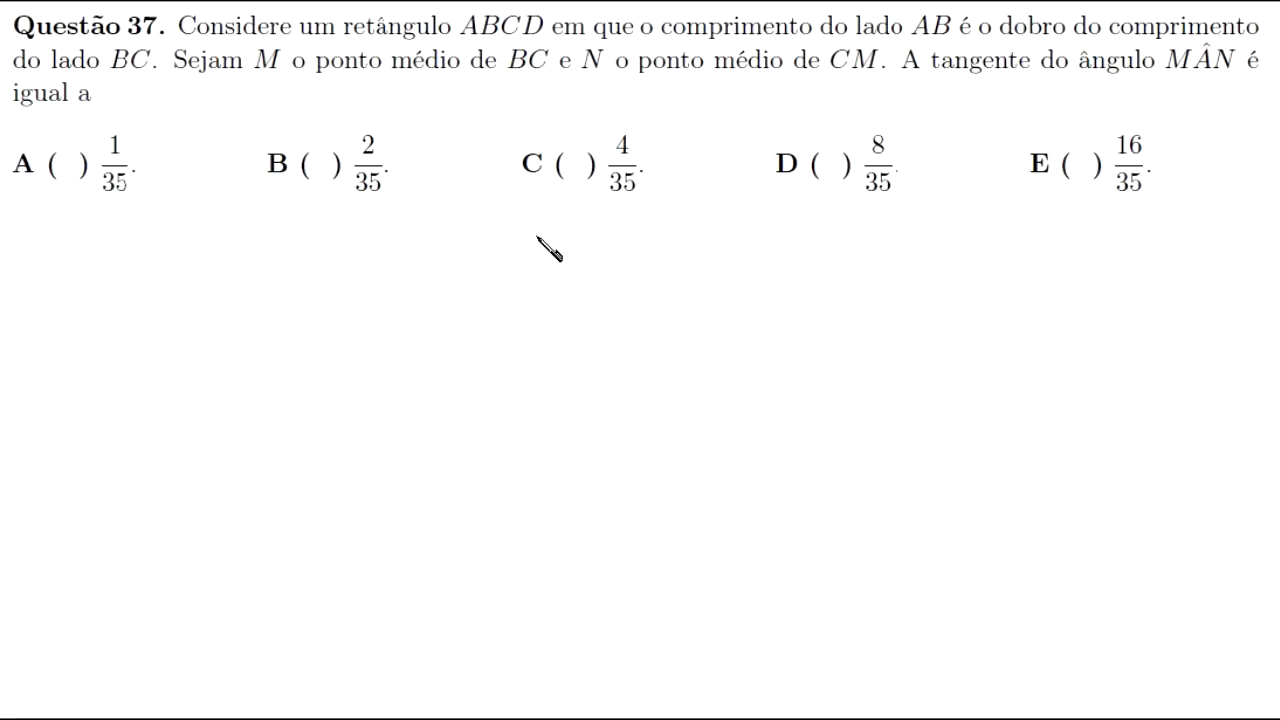 Questão 37. Considere um retângulo ABCD em que o comprimento do lado AB é o dobro do comprimento
do lado BC. Sejam M o ponto médio de BC e N o ponto médio de CM. A tangente do ângulo MÂN é
igual a
A ( ) 1/35. B ( ) 2/35. C ( ) 4/35. D ( ) 8/35. E ( ) 16/35.